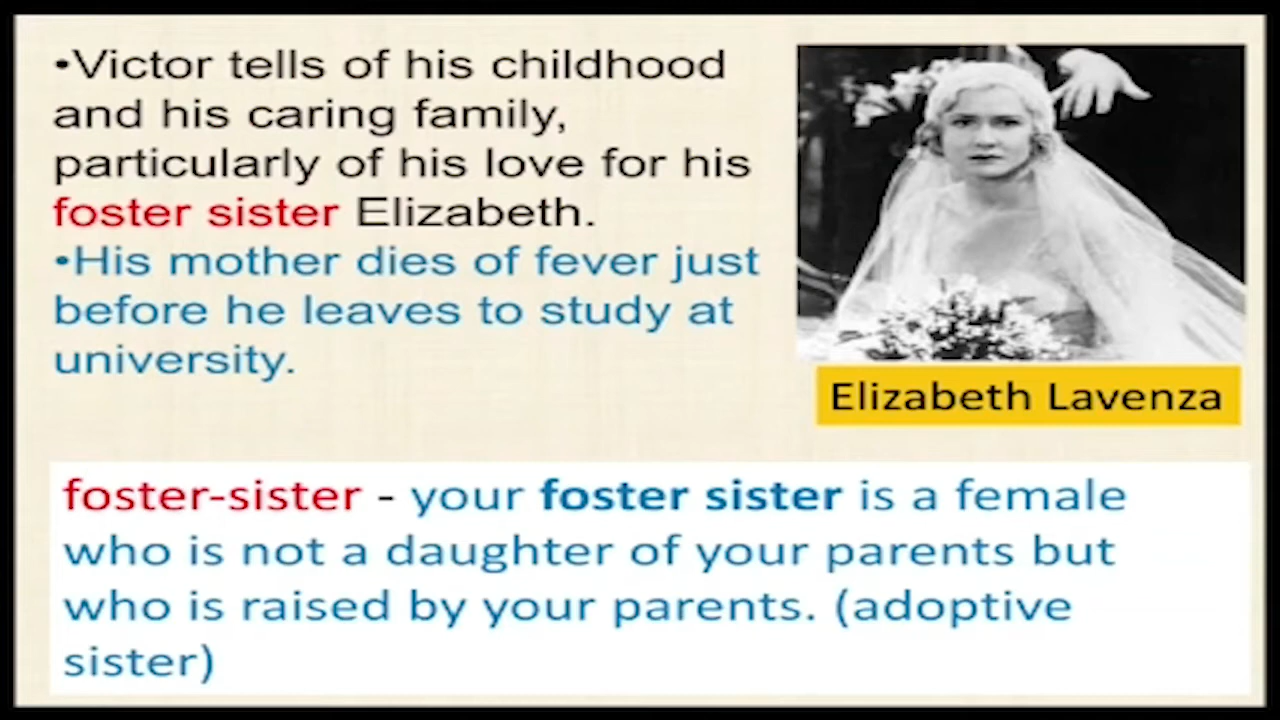 •Victor tells of his childhood
and his caring family,
particularly of his love for his
foster sister Elizabeth.
•His mother dies of fever just
before he leaves to study at
university.
Elizabeth Lavenza
foster-sister - your foster sister is a female
who is not a daughter of your parents but
who is raised by your parents. (adoptive
sister)